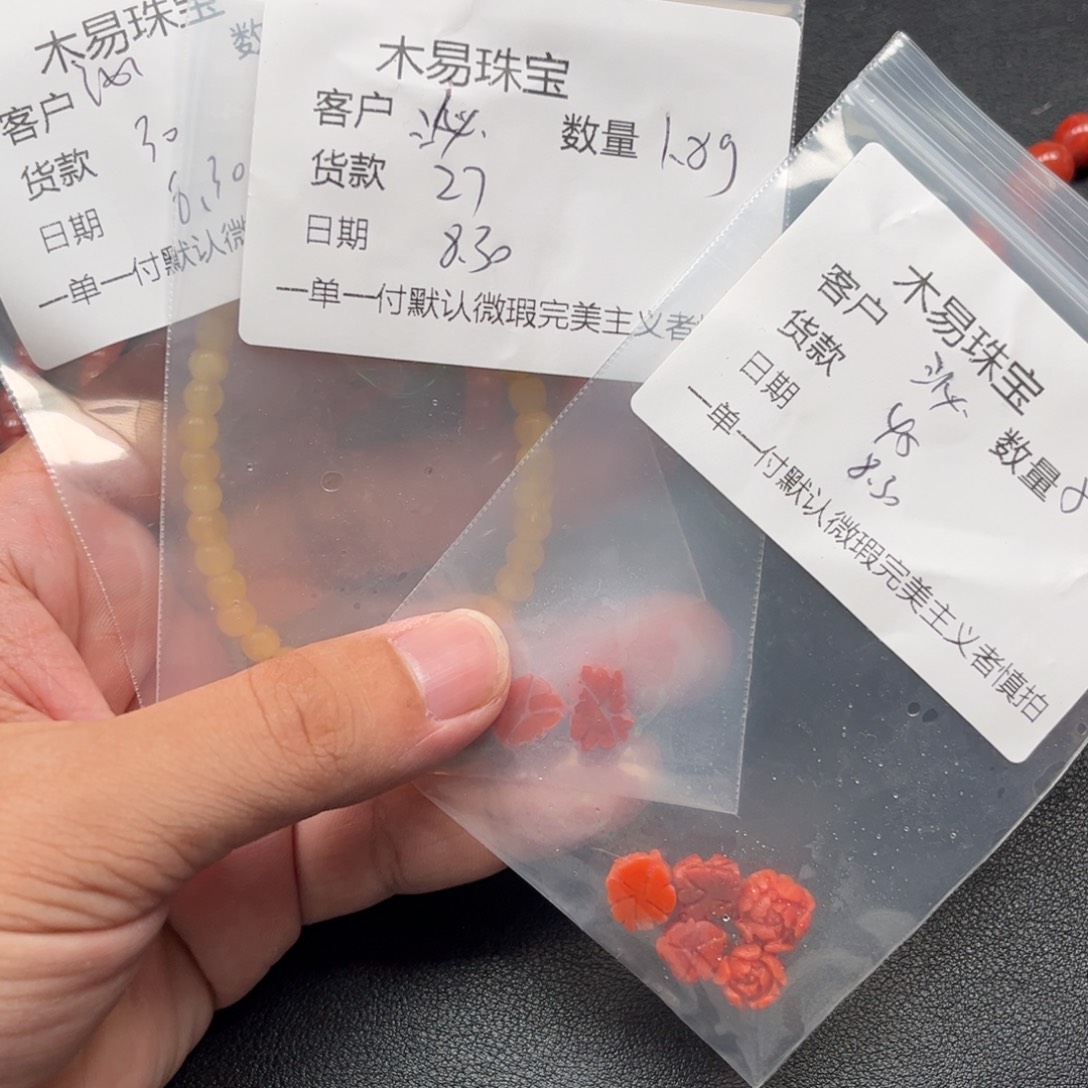 木易珠宝
客户
货款 30
日期 8.30
一单一付默认微
数
木易珠宝
客户 数量 1.89
货款 27
日期 8.30
一单一付默认微瑕完美主义者
木易珠宝
客户
货款 数量
日期 8.30
一单一付默认微瑕完美主义者慎拍